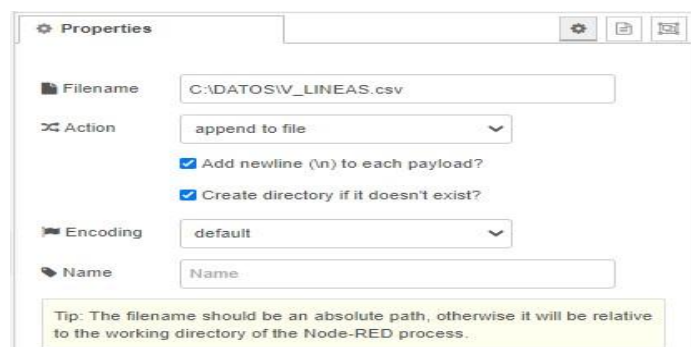 Properties
Filename C:\DATOS\V_LINEAS.csv
Action append to file
Add newline (\n) to each payload?
Create directory if it doesn't exist?
Encoding default
Name Name
Tip: The filename should be an absolute path, otherwise it will be relative
to the working directory of the Node-RED process.